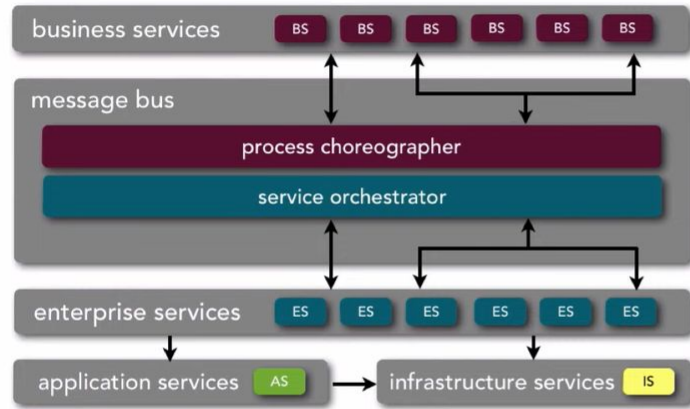 business services BS BS BS BS BS BS
message bus
process choreographer
service orchestrator
enterprise services ES ES ES ES ES ES
application services AS infrastructure services IS